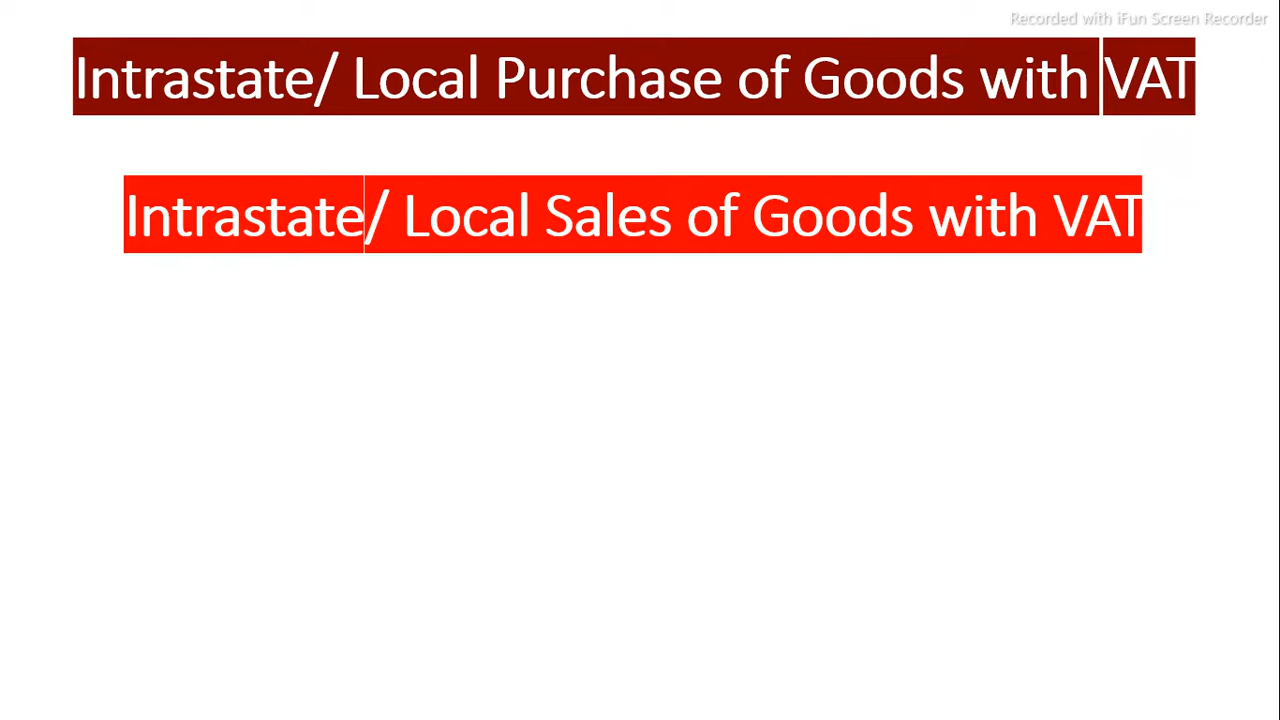 Recorded with iFun Screen Recorder
Intrastate/ Local Purchase of Goods with VAT
Intrastate/ Local Sales of Goods with VAT